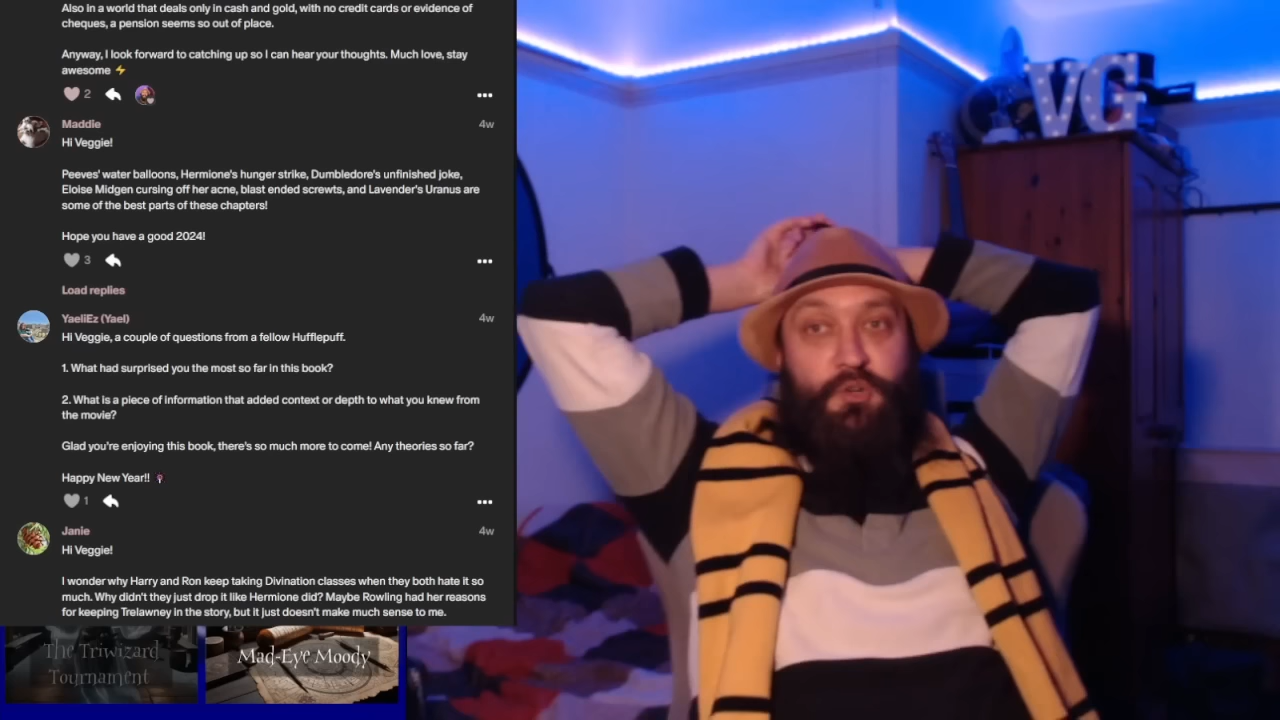 Also in a world that deals only in cash and gold, with no credit cards or evidence of
cheques, a pension seems so out of place.
Anyway, I look forward to catching up so I can hear your thoughts. Much love, stay
awesome ⚡
2
Maddie
4w
Hi Veggie!
Peeves' water balloons, Hermione's hunger strike, Dumbledore's unfinished joke,
Eloise Midgen cursing off her acne, blast ended screwts, and Lavender's Uranus are
some of the best parts of these chapters!
Hope you have a good 2024!
3
Load replies
YaeliEz (Yael)
4w
Hi Veggie, a couple of questions from a fellow Hufflepuff.
1. What had surprised you the most so far in this book?
2. What is a piece of information that added context or depth to what you knew from
the movie?
Glad you're enjoying this book, there's so much more to come! Any theories so far?
Happy New Year!!
1
Janie
4w
Hi Veggie!
I wonder why Harry and Ron keep taking Divination classes when they both hate it so
much. Why didn't they just drop it like Hermione did? Maybe Rowling had her reasons
for keeping Trelawney in the story, but it just doesn't make much sense to me.
The Triwizard
Tournament
Mad-Eye Moody
VG